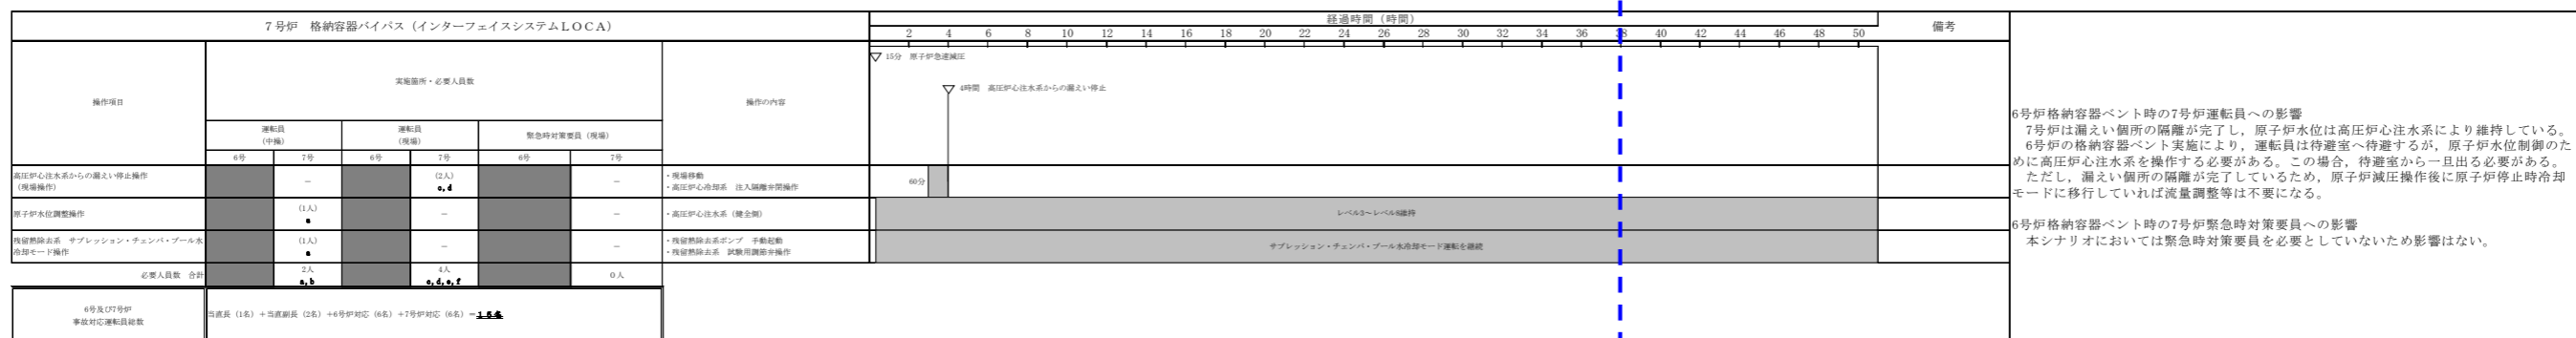 7号炉　格納容器バイパス（インターフェイスシステムＬＯＣＡ）
経過時間（時間）
備考
2 4 6 8 10 12 14 16 18 20 22 24 26 28 30 32 34 36 38 40 42 44 46 48 50
操作項目
実施箇所・必要人員数
操作の内容
15分　原子炉急速減圧
4時間　高圧炉心注水系からの漏えい停止
運転員
（中操）
運転員
（現場）
緊急時対策要員（現場）
6号 7号 6号 7号 6号 7号
高圧炉心注水系からの漏えい停止操作
（現場操作）
－
（2人）
c,d
－
・現場移動
・高圧炉心冷却系　注入隔離弁閉操作
60分
原子炉水位調整操作
（1人）
a
－
－
・高圧炉心注水系（健全側）
レベル3～レベル8維持
残留熱除去系　サプレッション・チェンバ・プール水
冷却モード操作
（1人）
a
－
－
・残留熱除去系ポンプ　手動起動
・残留熱除去系　試験用調節弁操作
サプレッション・チェンバ・プール水冷却モード運転を継続
必要人員数　合計
2人
a,b
4人
c,d,e,f
0人
6号及び7号炉
事故対応運転員総数
当直長（1名）＋当直副長（2名）＋6号炉対応（6名）＋7号炉対応（6名）＝15名
6号炉格納容器ベント時の7号炉運転員への影響
7号炉は漏えい個所の隔離が完了し，原子炉水位は高圧炉心注水系により維持している。
6号炉の格納容器ベント実施により，運転員は待避室へ待避するが，原子炉水位制御のた
めに高圧炉心注水系を操作する必要がある。この場合，待避室から一旦出る必要がある。
ただし，漏えい個所の隔離が完了しているため，原子炉減圧操作後に原子炉停止時冷却
モードに移行していれば流量調整等は不要になる。
6号炉格納容器ベント時の7号炉緊急時対策要員への影響
本シナリオにおいては緊急時対策要員を必要としていないため影響はない。